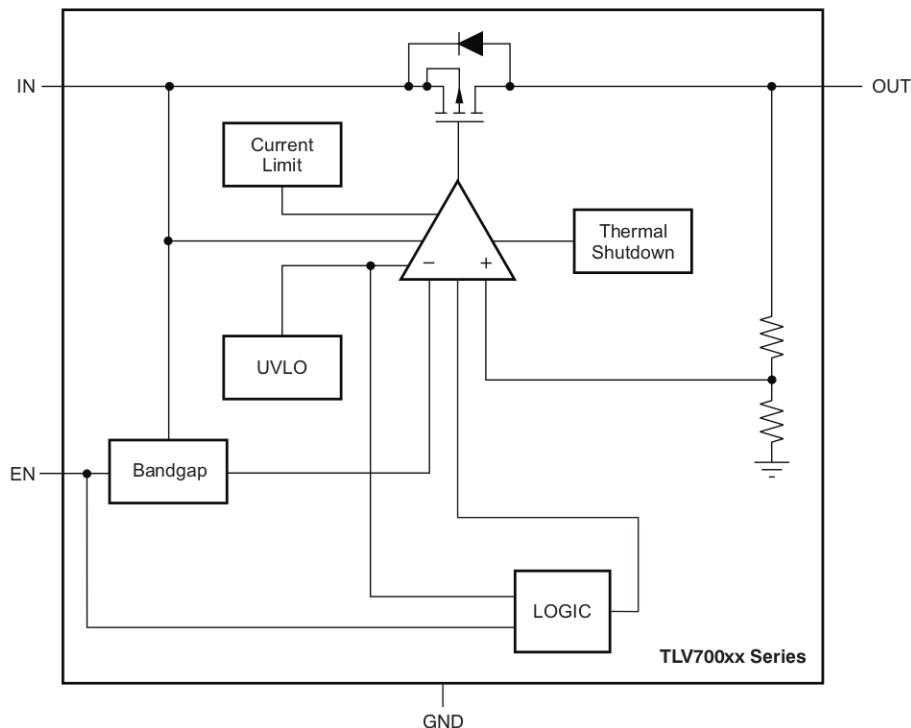 IN
OUT
Current
Limit
Thermal
Shutdown
− +
UVLO
EN
Bandgap
LOGIC
TLV700xx Series
GND